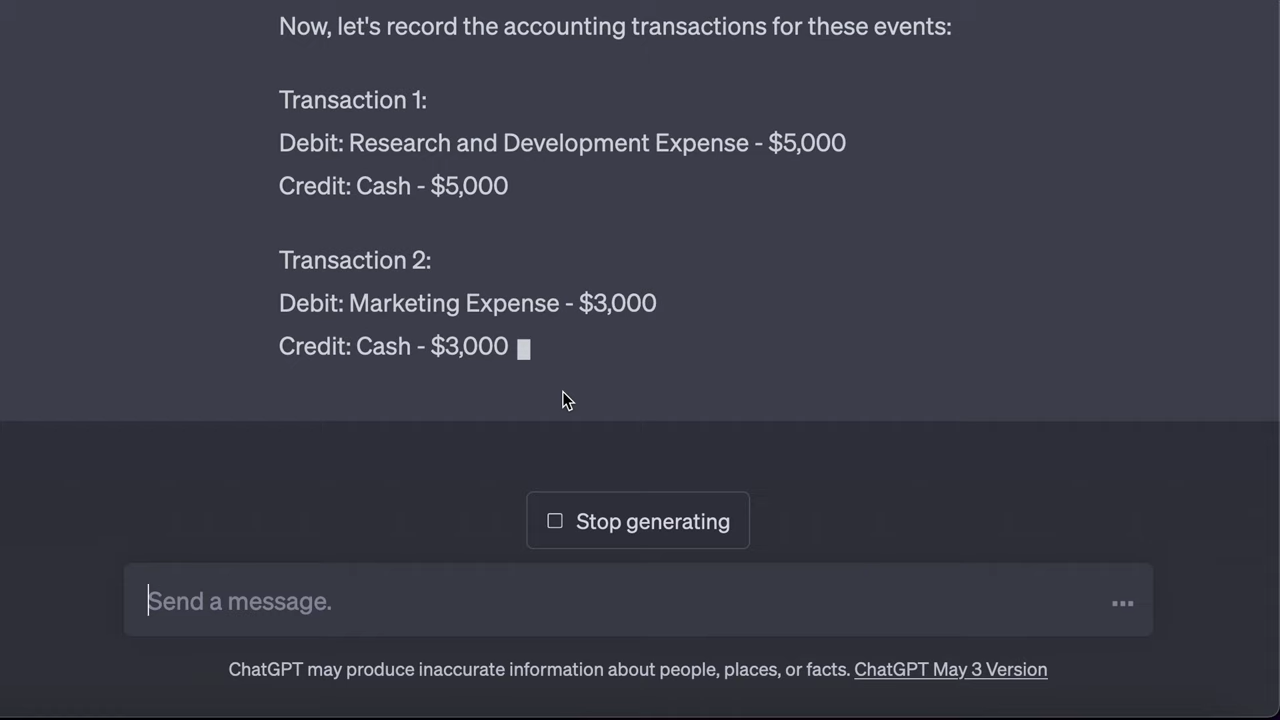 Now, let's record the accounting transactions for these events:
Transaction 1:
Debit: Research and Development Expense - $5,000
Credit: Cash - $5,000
Transaction 2:
Debit: Marketing Expense - $3,000
Credit: Cash - $3,000
Stop generating
Send a message.
ChatGPT may produce inaccurate information about people, places, or facts. ChatGPT May 3 Version